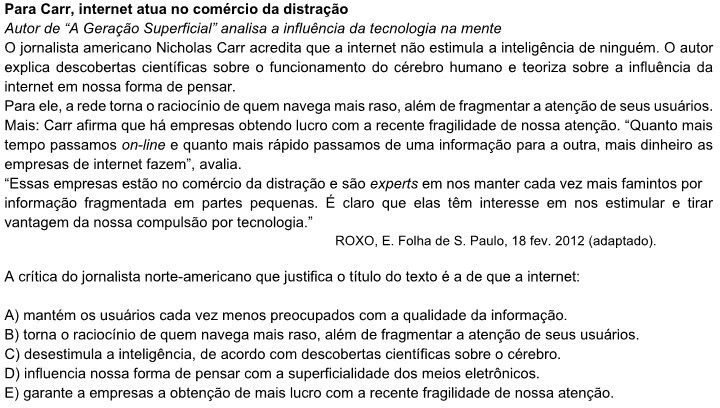 Para Carr, internet atua no comércio da distração
Autor de “A Geração Superficial” analisa a influência da tecnologia na mente
O jornalista americano Nicholas Carr acredita que a internet não estimula a inteligência de ninguém. O autor
explica descobertas científicas sobre o funcionamento do cérebro humano e teoriza sobre a influência da
internet em nossa forma de pensar.
Para ele, a rede torna o raciocínio de quem navega mais raso, além de fragmentar a atenção de seus usuários.
Mais: Carr afirma que há empresas obtendo lucro com a recente fragilidade de nossa atenção. “Quanto mais
tempo passamos on-line e quanto mais rápido passamos de uma informação para a outra, mais dinheiro as
empresas de internet fazem”, avalia.
“Essas empresas estão no comércio da distração e são experts em nos manter cada vez mais famintos por
informação fragmentada em partes pequenas. É claro que elas têm interesse em nos estimular e tirar
vantagem da nossa compulsão por tecnologia.”
ROXO, E. Folha de S. Paulo, 18 fev. 2012 (adaptado).
A crítica do jornalista norte-americano que justifica o título do texto é a de que a internet:
A) mantém os usuários cada vez menos preocupados com a qualidade da informação.
B) torna o raciocínio de quem navega mais raso, além de fragmentar a atenção de seus usuários.
C) desestimula a inteligência, de acordo com descobertas científicas sobre o cérebro.
D) influencia nossa forma de pensar com a superficialidade dos meios eletrônicos.
E) garante a empresas a obtenção de mais lucro com a recente fragilidade de nossa atenção.